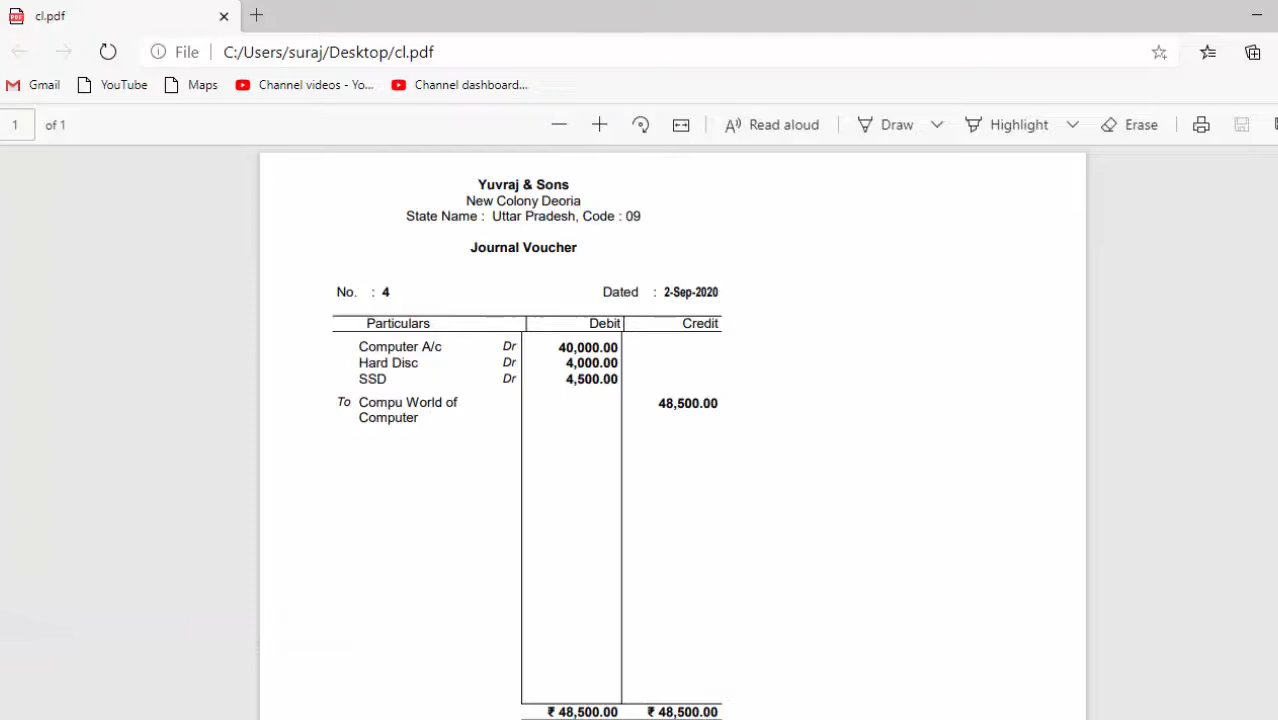 cl.pdf
File C:/Users/suraj/Desktop/cl.pdf
Gmail YouTube Maps Channel videos - Yo... Channel dashboard...
1 of 1 Read aloud Draw Highlight Erase
Yuvraj & Sons
New Colony Deoria
State Name : Uttar Pradesh, Code : 09
Journal Voucher
No. : 4 Dated : 2-Sep-2020
Particulars Debit Credit
Computer A/c Dr 40,000.00
Hard Disc Dr 4,000.00
SSD Dr 4,500.00
To Compu World of 48,500.00
Computer
₹ 48,500.00 ₹ 48,500.00